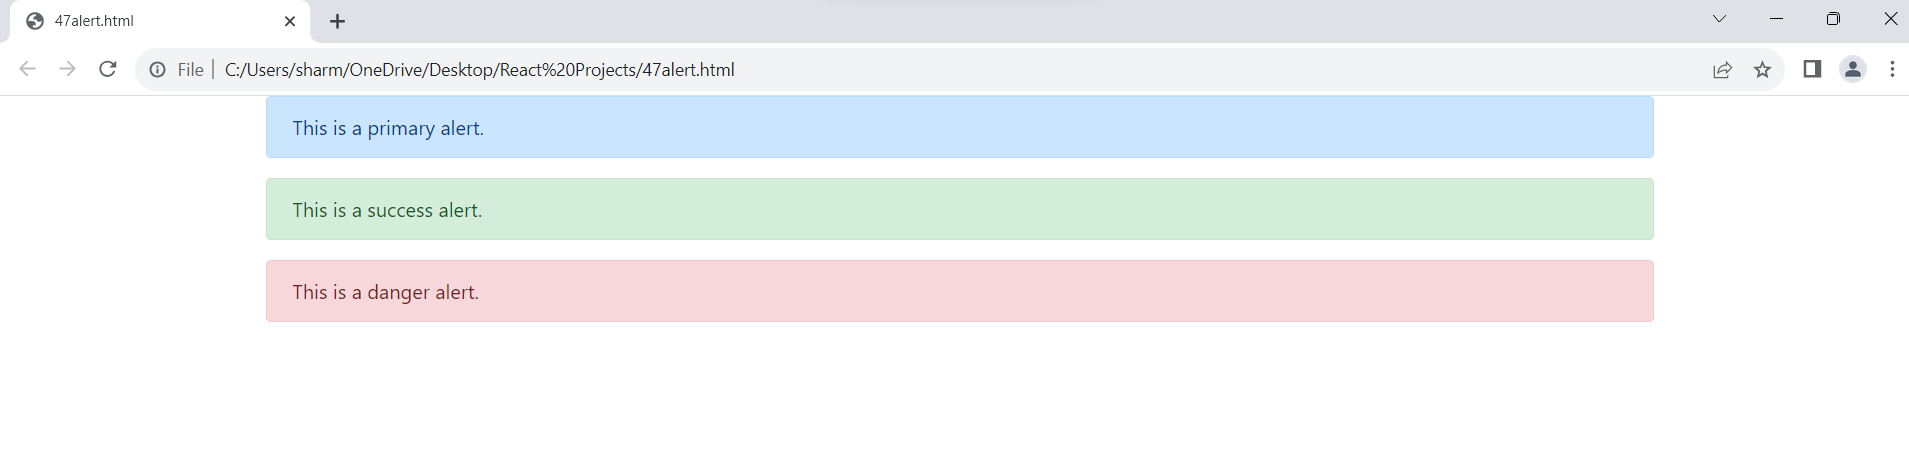 47alert.html
File C:/Users/sharm/OneDrive/Desktop/React%20Projects/47alert.html
This is a primary alert.
This is a success alert.
This is a danger alert.